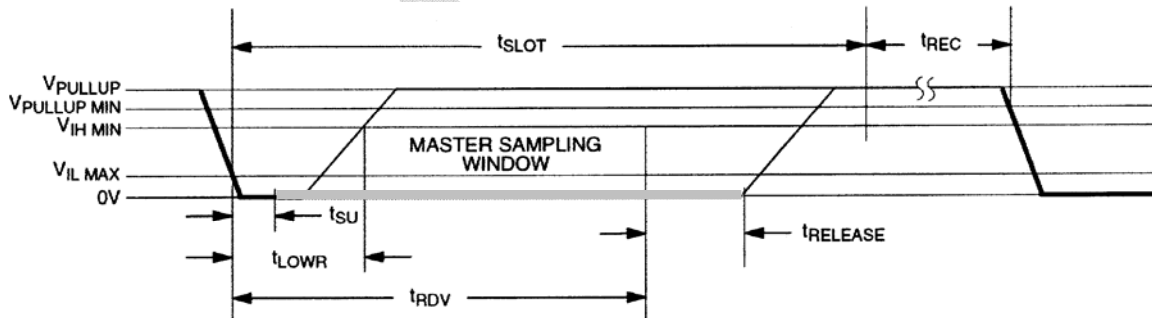 tSLOT
tREC
VPULLUP
VPULLUP MIN
VIH MIN
MASTER SAMPLING
WINDOW
VIL MAX
0V
tSU
tRELEASE
tLOWR
tRDV